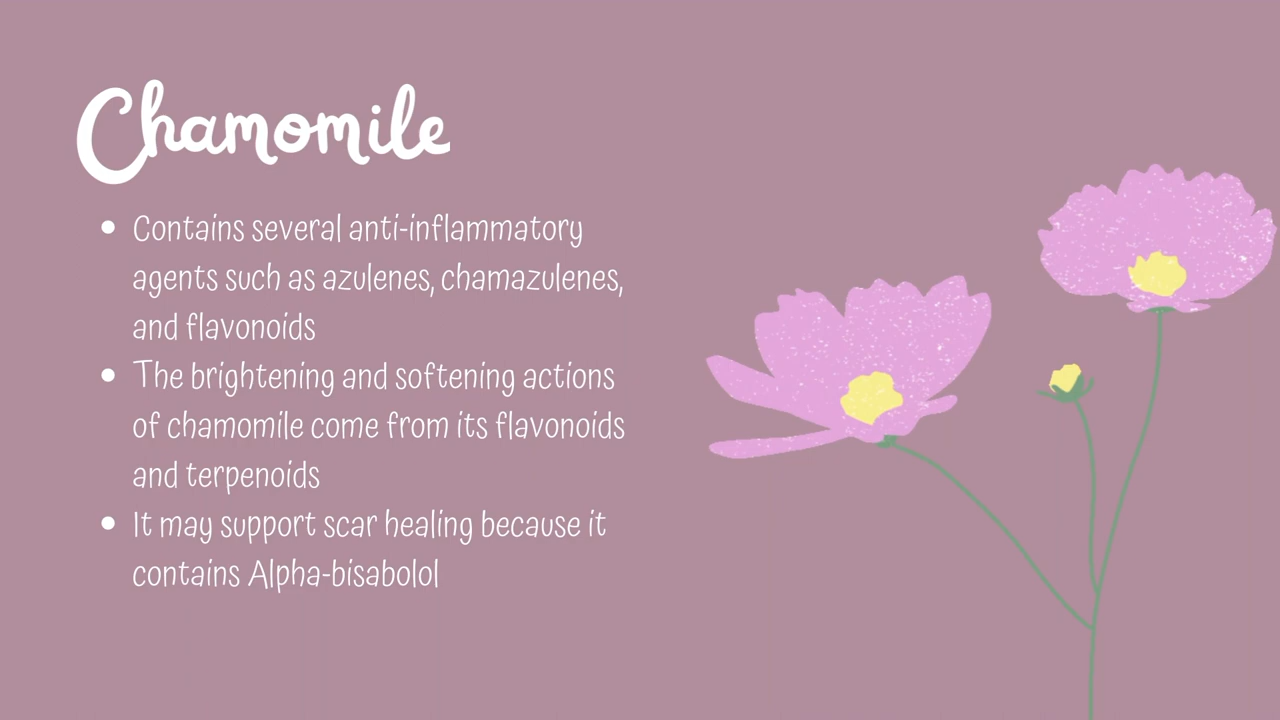 Chamomile
• Contains several anti-inflammatory
agents such as azulenes, chamazulenes,
and flavonoids
• The brightening and softening actions
of chamomile come from its flavonoids
and terpenoids
• It may support scar healing because it
contains Alpha-bisabolol